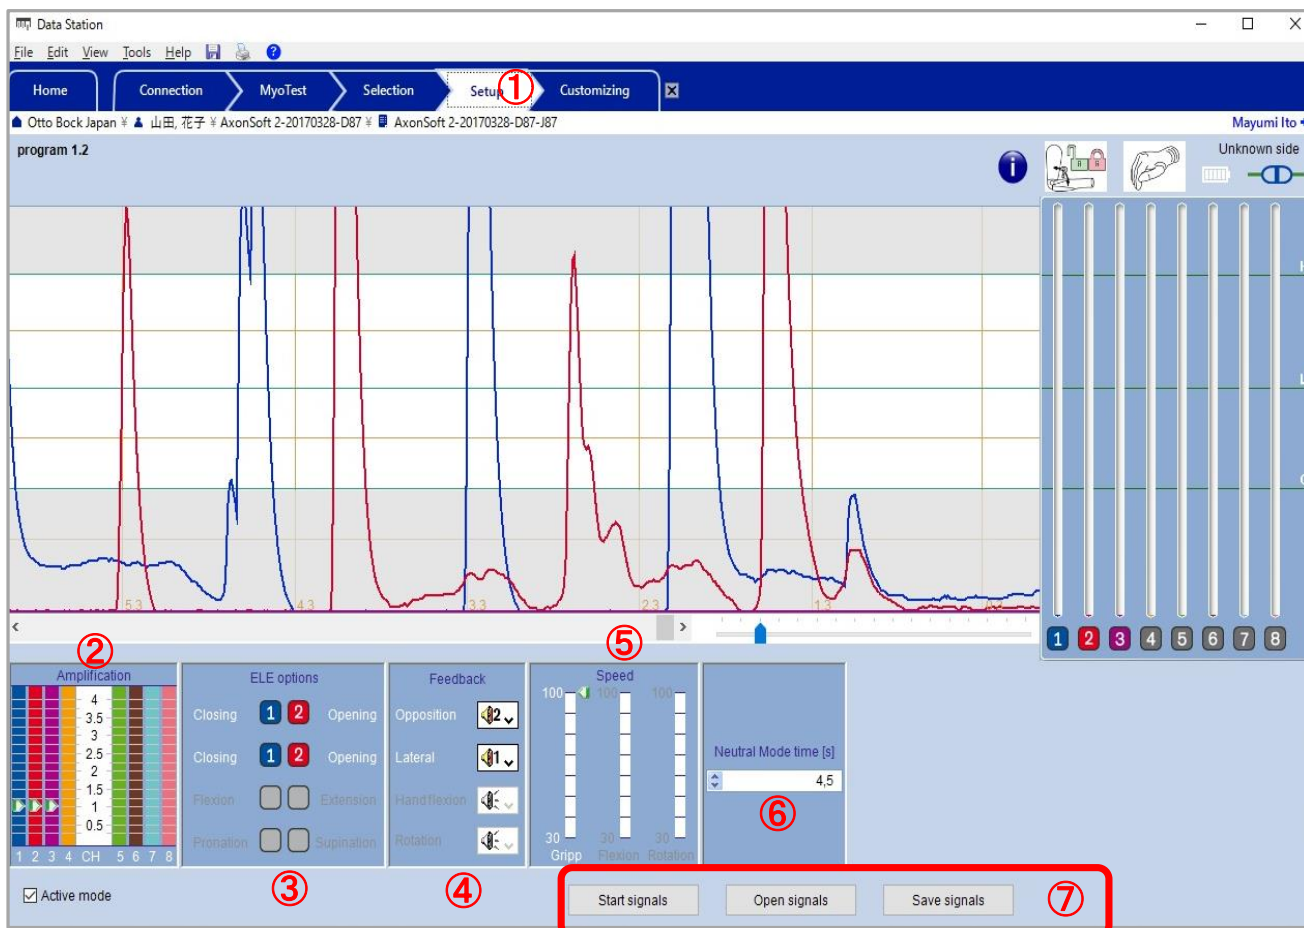 Data Station
File Edit View Tools Help
Home Connection MyoTest Selection Setup ① Customizing
Otto Bock Japan ¥ 山田, 花子 ¥ AxonSoft 2-20170328-D87 ¥ AxonSoft 2-20170328-D87-J87 Mayumi Ito
program 1.2 Unknown side
H
L
5.3 4.3 3.3 2.3 1.3
1 2 3 4 5 6 7 8
② ⑤
Amplification ELE options Feedback Speed
4 100 100 100
3.5 Closing 1 2 Opening Opposition 2
3
2.5 Closing 1 2 Opening Lateral 1 Neutral Mode time [s]
2 4,5
1.5 ⑥
1 Flexion Extension Handflexion
0.5 Pronation Supination Rotation 30 30 30
1 2 3 4 CH 5 6 7 8 Gripp Flexion Rotation
Active mode ③ ④ Start signals Open signals Save signals ⑦